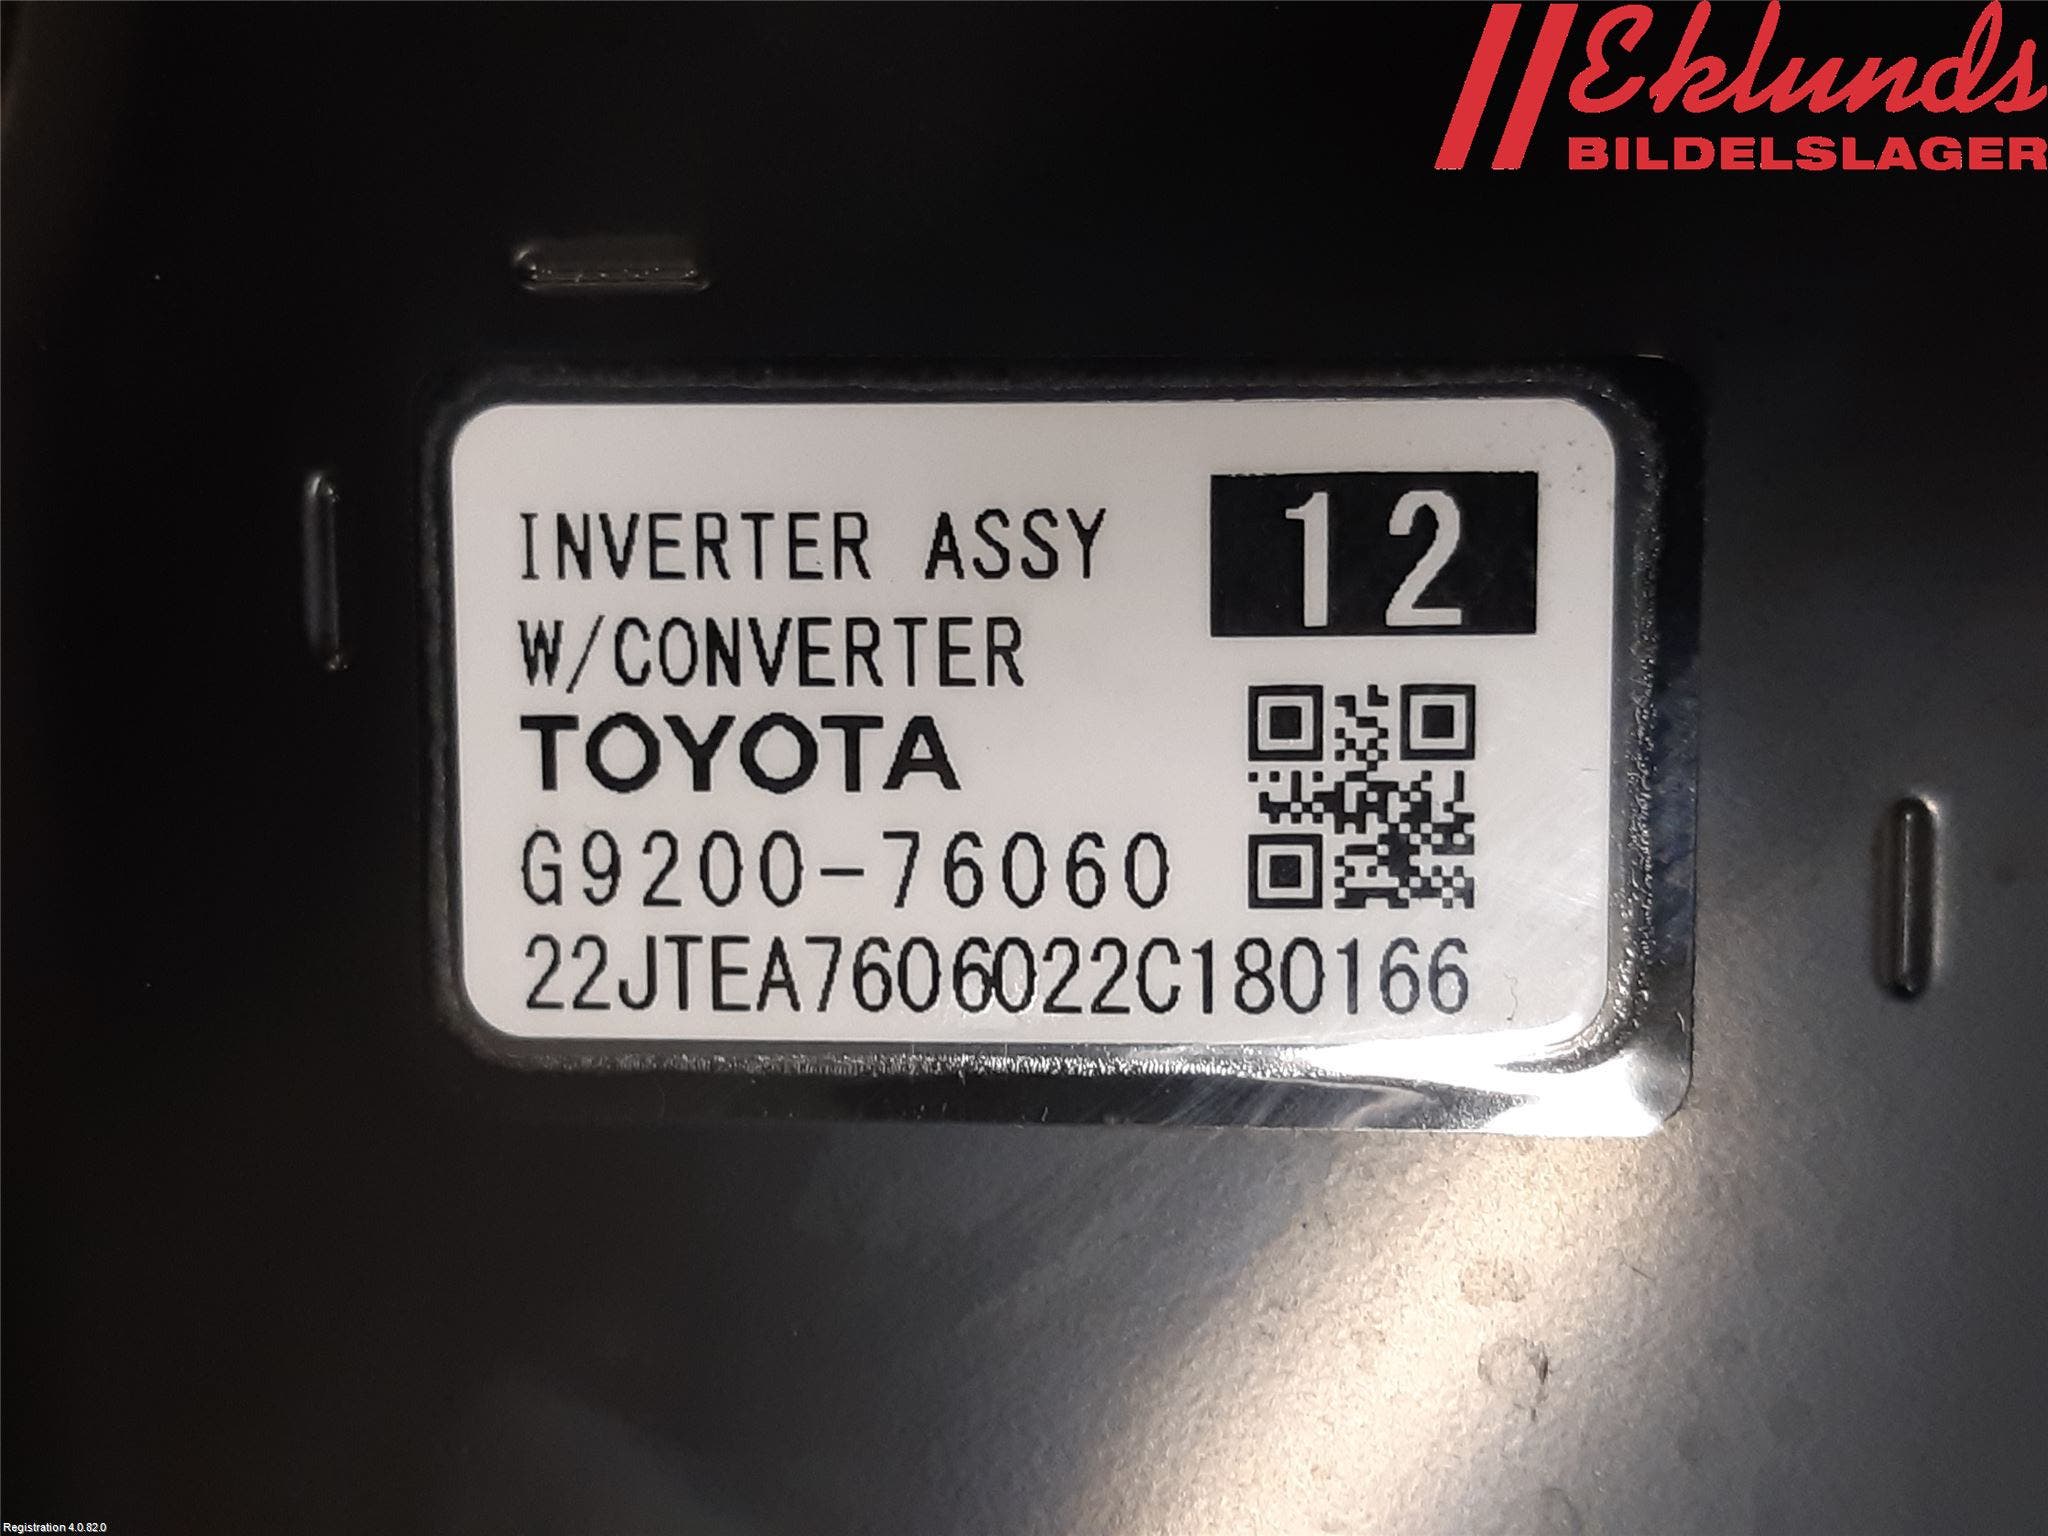 Eklunds
BILDELSLAGER
INVERTER ASSY
12
W/CONVERTER
TOYOTA
G9200-76060
22JTEA7606022C180166
Registration 4.0.82.0